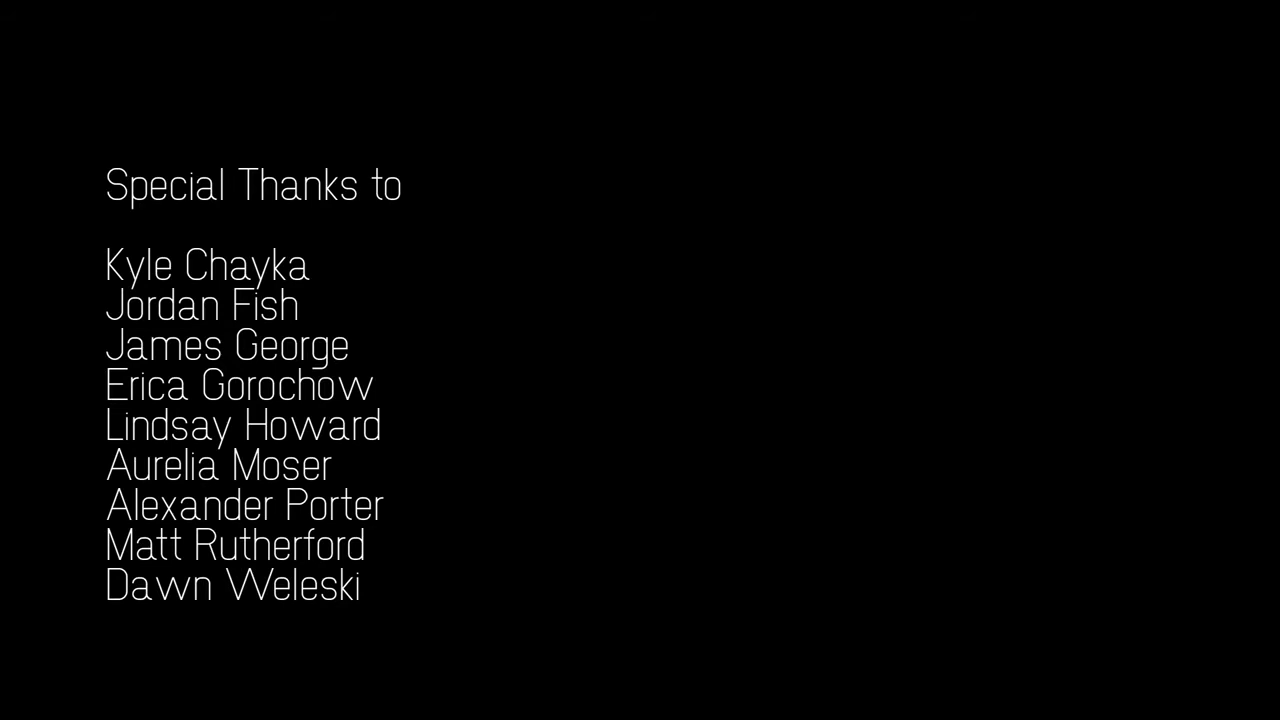 Special Thanks to
Kyle Chayka
Jordan Fish
James George
Erica Gorochow
Lindsay Howard
Aurelia Moser
Alexander Porter
Matt Rutherford
Dawn Weleski